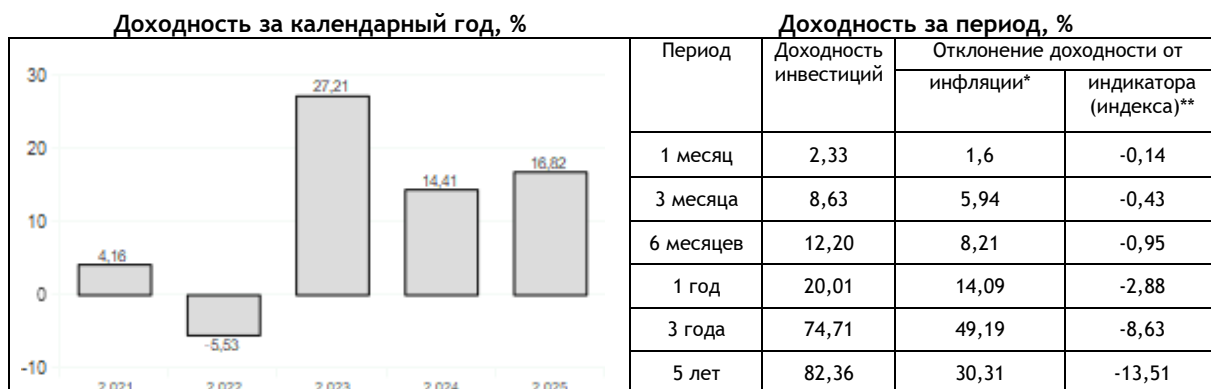 Доходность за календарный год, %
30
20
10
0
-10
4,16
-5,53
27,21
14,41
16,82
2 021
2 022
2 023
2 024
2 025
Доходность за период, %
Период
Доходность инвестиций
Отклонение доходности от
инфляции*
индикатора (индекса)**
1 месяц 2,33 1,6 -0,14
3 месяца 8,63 5,94 -0,43
6 месяцев 12,20 8,21 -0,95
1 год 20,01 14,09 -2,88
3 года 74,71 49,19 -8,63
5 лет 82,36 30,31 -13,51